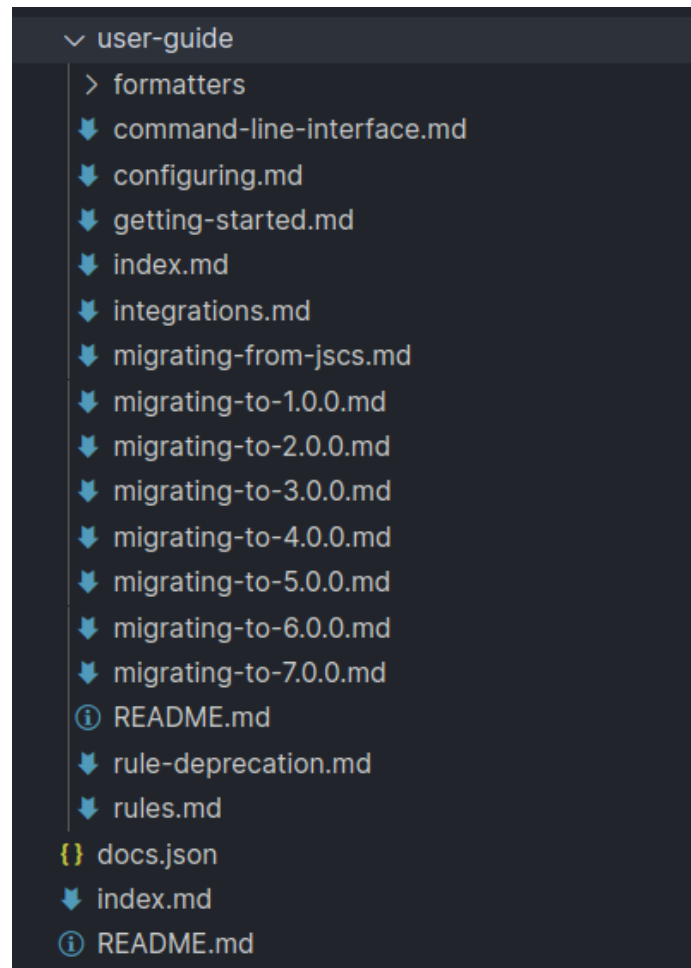 user-guide
formatters
command-line-interface.md
configuring.md
getting-started.md
index.md
integrations.md
migrating-from-jscs.md
migrating-to-1.0.0.md
migrating-to-2.0.0.md
migrating-to-3.0.0.md
migrating-to-4.0.0.md
migrating-to-5.0.0.md
migrating-to-6.0.0.md
migrating-to-7.0.0.md
README.md
rule-deprecation.md
rules.md
{} docs.json
index.md
README.md